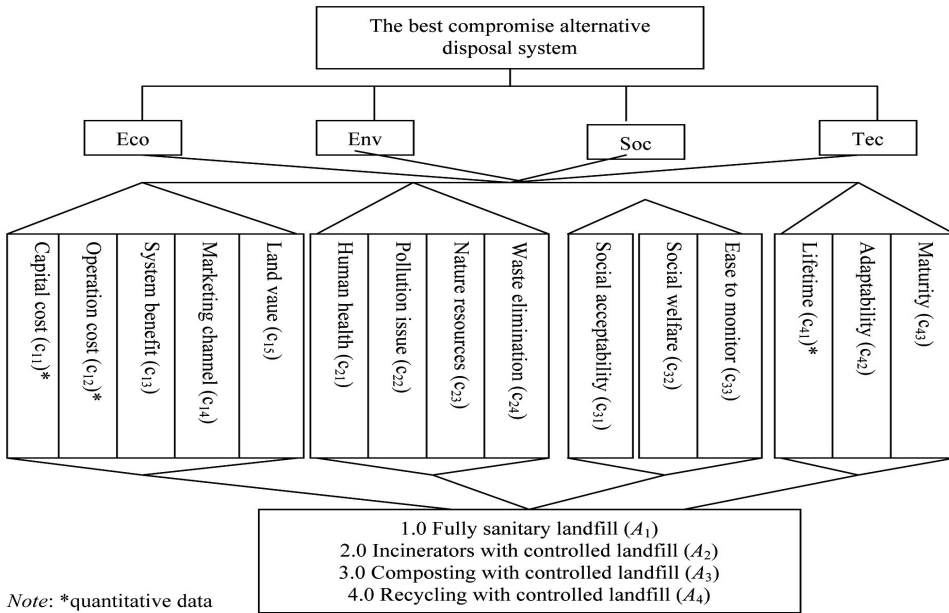 The best compromise alternative
disposal system
Eco
Env
Soc
Tec
Capital cost (c₁₁)*
Operation cost (c₁₂)*
System benefit (c₁₃)
Marketing channel (c₁₄)
Land vaue (c₁₅)
Human health (c₂₁)
Pollution issue (c₂₂)
Nature resources (c₂₃)
Waste elimination (c₂₄)
Social acceptability (c₃₁)
Social welfare (c₃₂)
Ease to monitor (c₃₃)
Lifetime (c₄₁)*
Adaptability (c₄₂)
Maturity (c₄₃)
1.0 Fully sanitary landfill (A₁)
2.0 Incinerators with controlled landfill (A₂)
3.0 Composting with controlled landfill (A₃)
4.0 Recycling with controlled landfill (A₄)
Note: *quantitative data